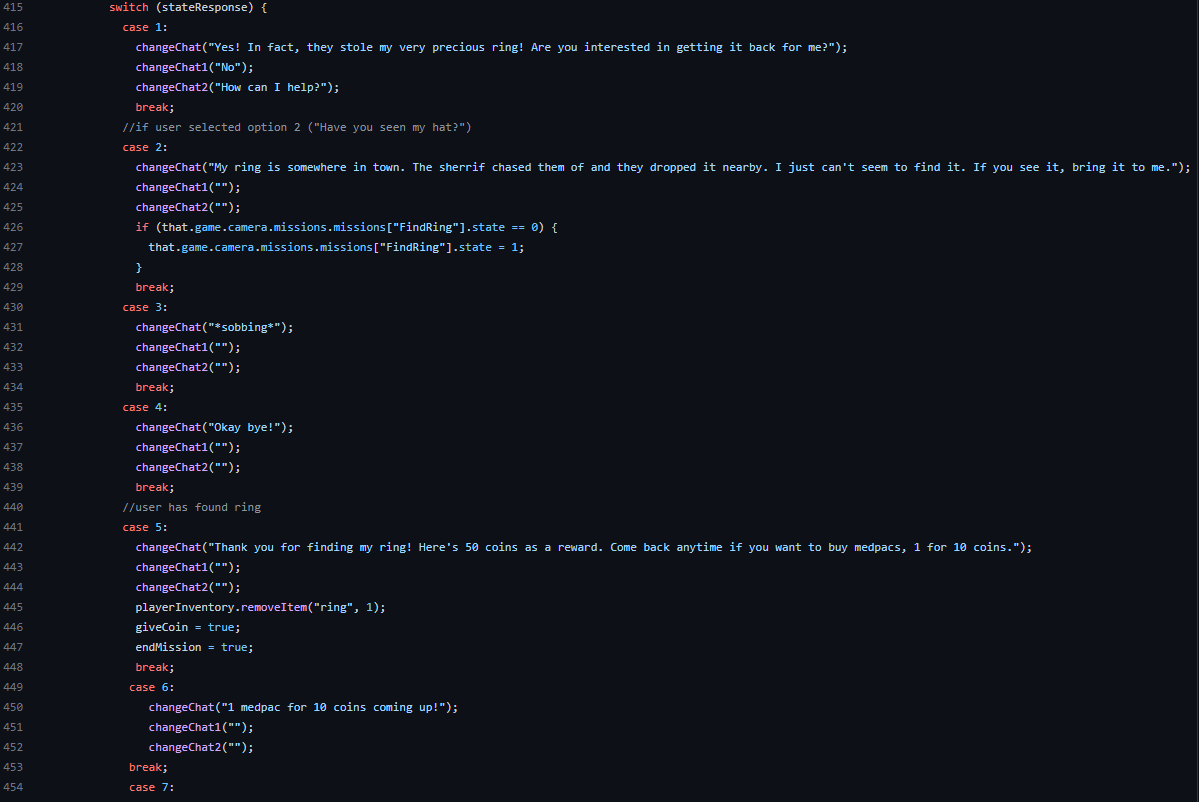 415 switch (stateResponse) {
416 case 1:
417 changeChat("Yes! In fact, they stole my very precious ring! Are you interested in getting it back for me?");
418 changeChat1("No");
419 changeChat2("How can I help?");
420 break;
421 //if user selected option 2 ("Have you seen my hat?")
422 case 2:
423 changeChat("My ring is somewhere in town. The sherrif chased them of and they dropped it nearby. I just can't seem to find it. If you see it, bring it to me.");
424 changeChat1("");
425 changeChat2("");
426 if (that.game.camera.missions.missions["FindRing"].state == 0) {
427 that.game.camera.missions.missions["FindRing"].state = 1;
428 }
429 break;
430 case 3:
431 changeChat("*sobbing*");
432 changeChat1("");
433 changeChat2("");
434 break;
435 case 4:
436 changeChat("Okay bye!");
437 changeChat1("");
438 changeChat2("");
439 break;
440 //user has found ring
441 case 5:
442 changeChat("Thank you for finding my ring! Here's 50 coins as a reward. Come back anytime if you want to buy medpacs, 1 for 10 coins.");
443 changeChat1("");
444 changeChat2("");
445 playerInventory.removeItem("ring", 1);
446 giveCoin = true;
447 endMission = true;
448 break;
449 case 6:
450 changeChat("1 medpac for 10 coins coming up!");
451 changeChat1("");
452 changeChat2("");
453 break;
454 case 7: